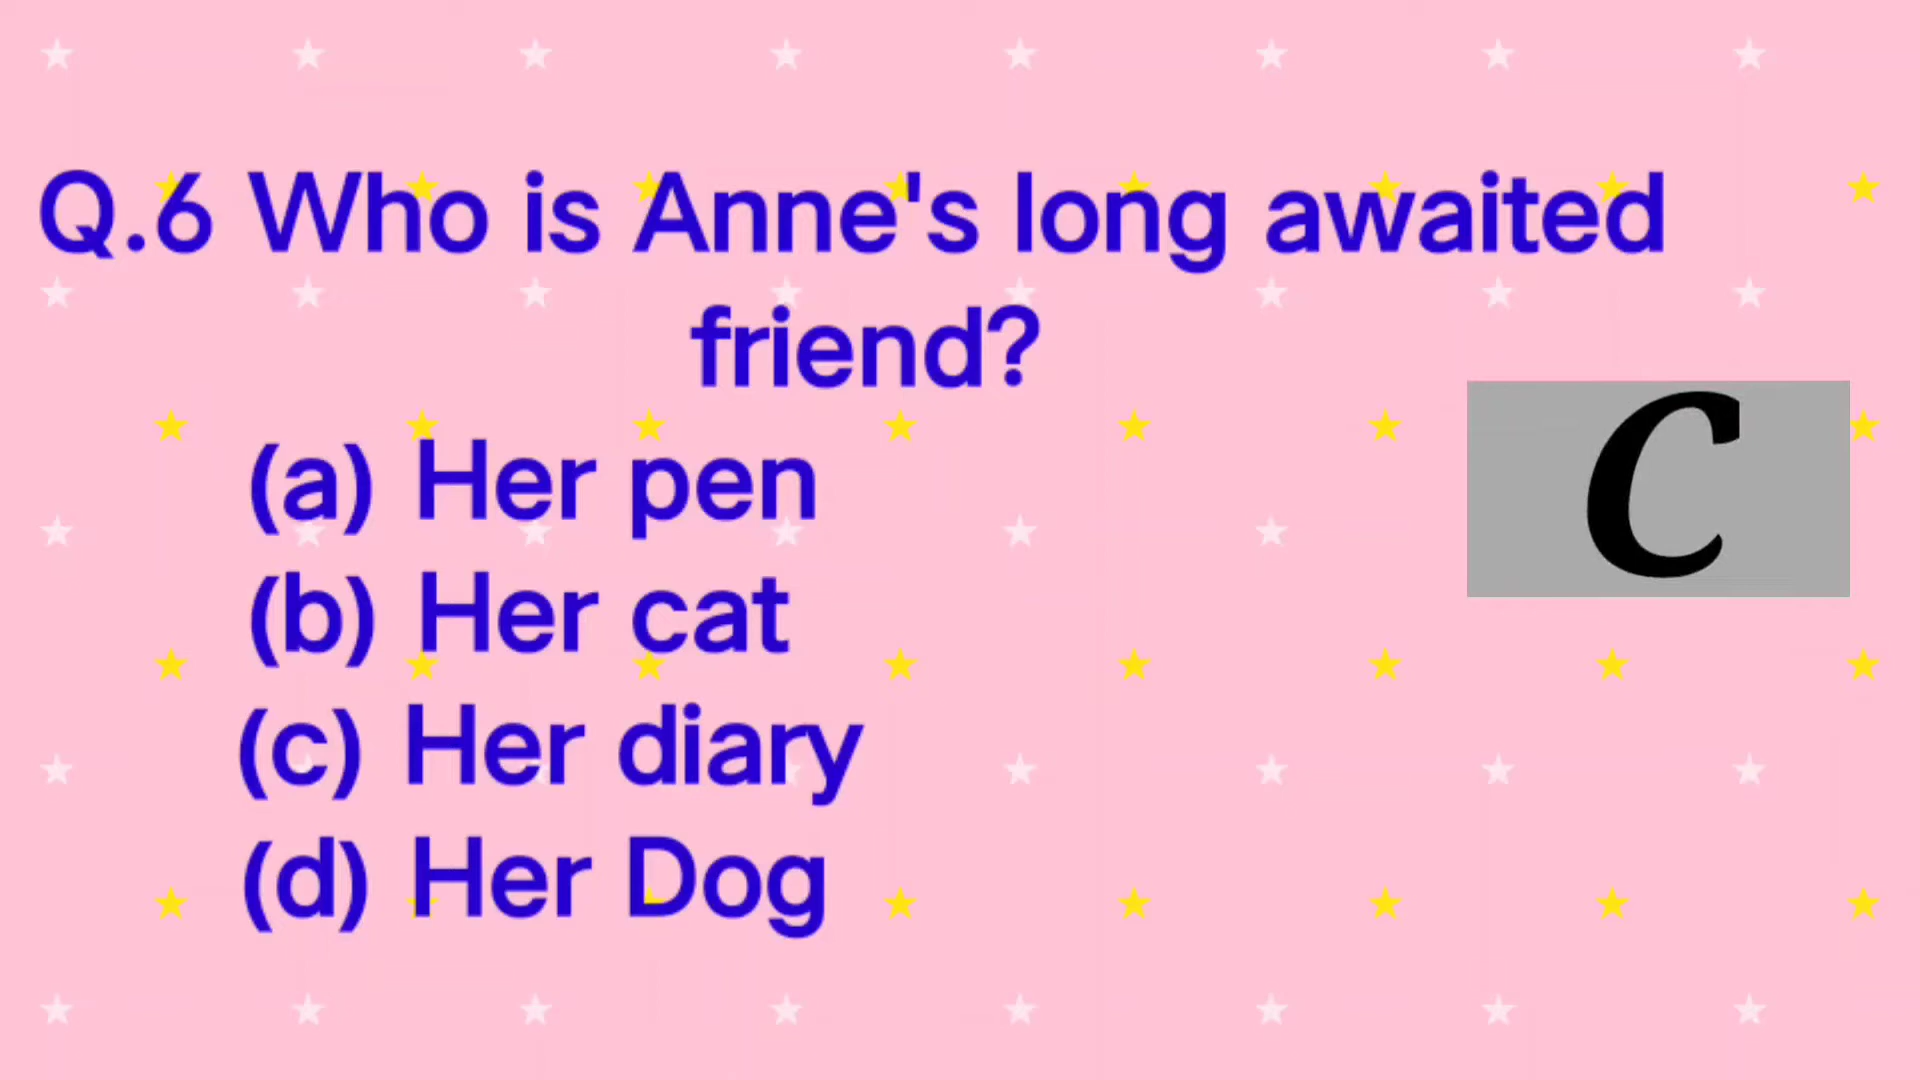 Q.6 Who is Anne's long awaited
friend?
(a) Her pen
(b) Her cat
(c) Her diary
(d) Her Dog
C